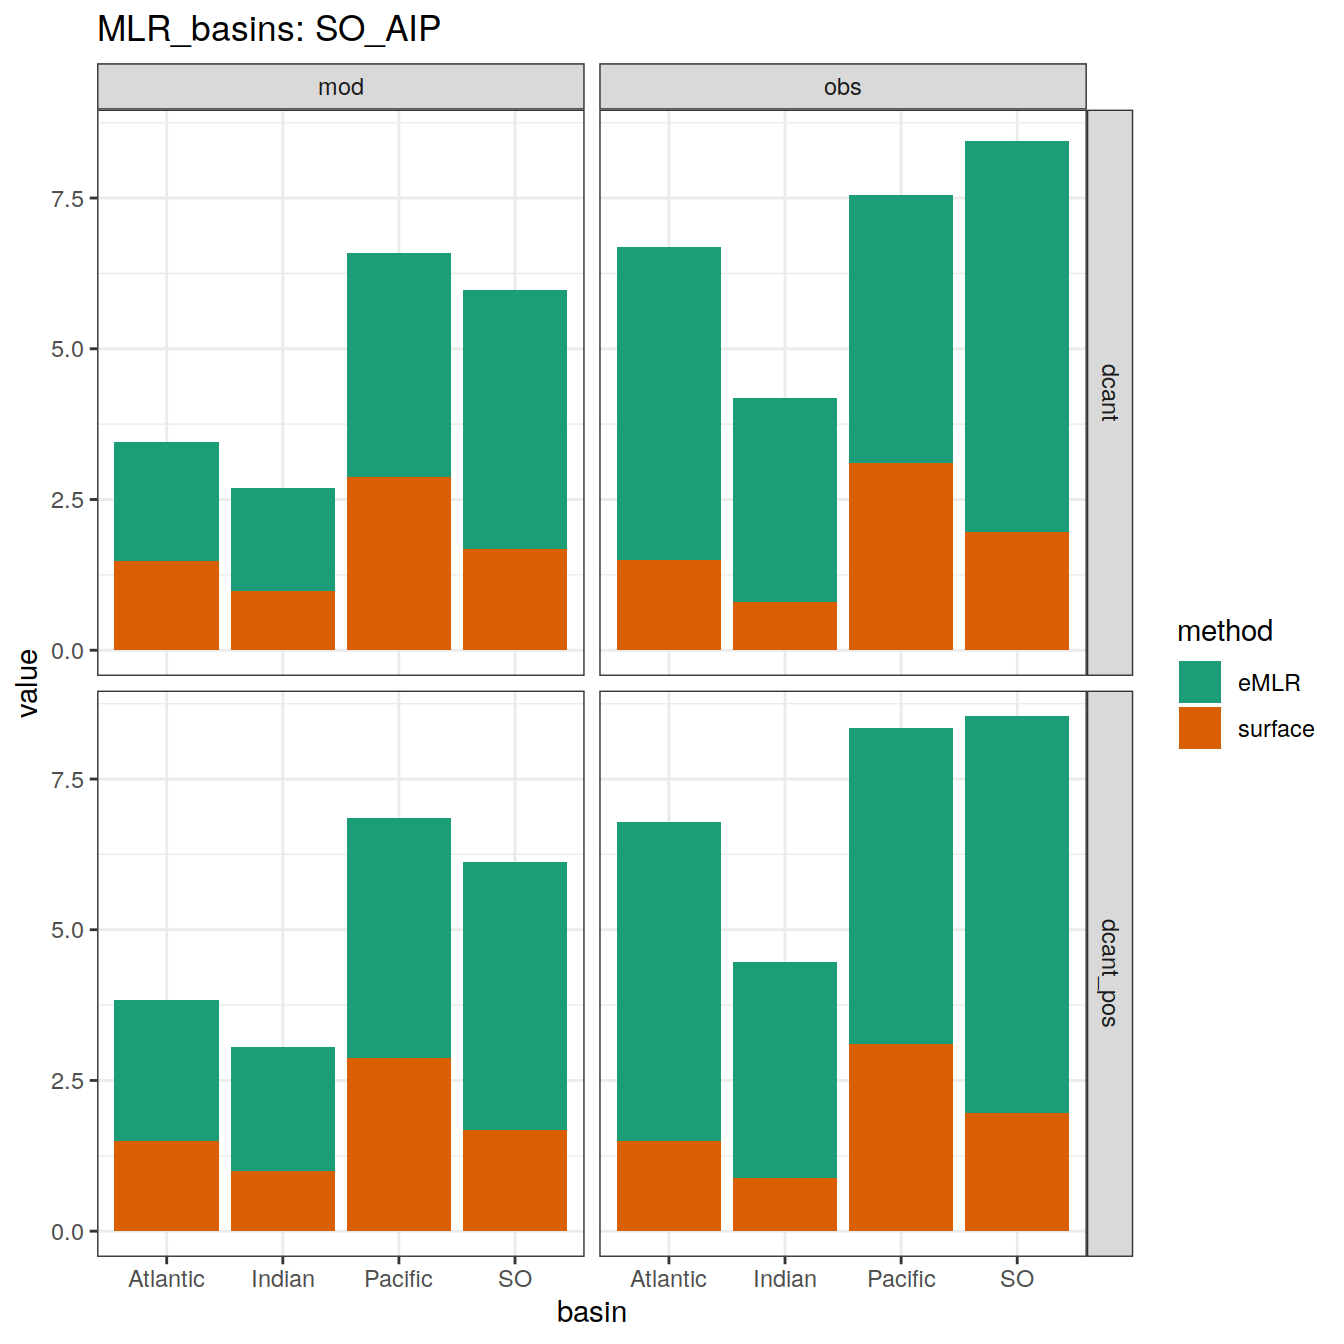 MLR_basins: SO_AIP
mod
obs
7.5
5.0
2.5
0.0
dcant
value
7.5
5.0
2.5
0.0
dcant_pos
Atlantic Indian Pacific SO
Atlantic Indian Pacific SO
basin
method
eMLR
surface